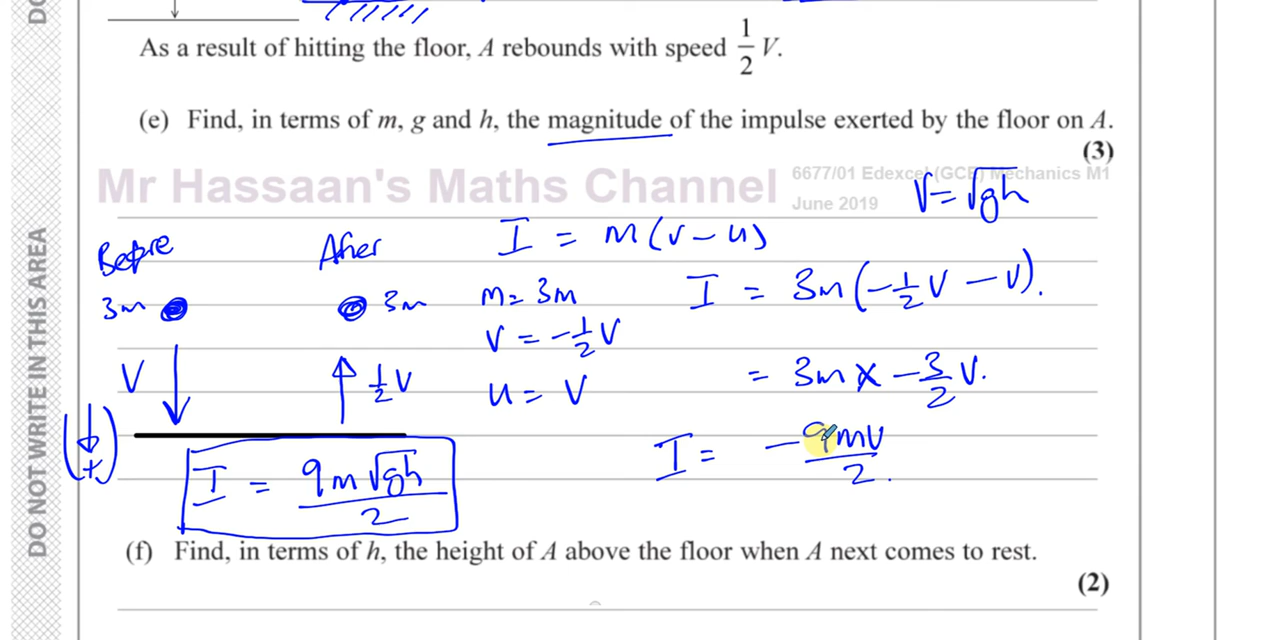 As a result of hitting the floor, A rebounds with speed 1/2 V.
(e) Find, in terms of m, g and h, the magnitude of the impulse exerted by the floor on A.
(3)
Mr Hassaan's Maths Channel
6677/01 Edexcel (GCE) Mechanics M1
June 2019
V = √gh
Before
After
I = m(v - u)
3m
3m
m = 3m
I = 3m(-1/2 V - V).
V = -1/2 V
V
1/2 V
u = V
= 3m × -3/2 V.
(↓+)
I = -9mV/2.
I = 9m√gh/2
(f) Find, in terms of h, the height of A above the floor when A next comes to rest.
(2)
DO NOT WRITE IN THIS AREA